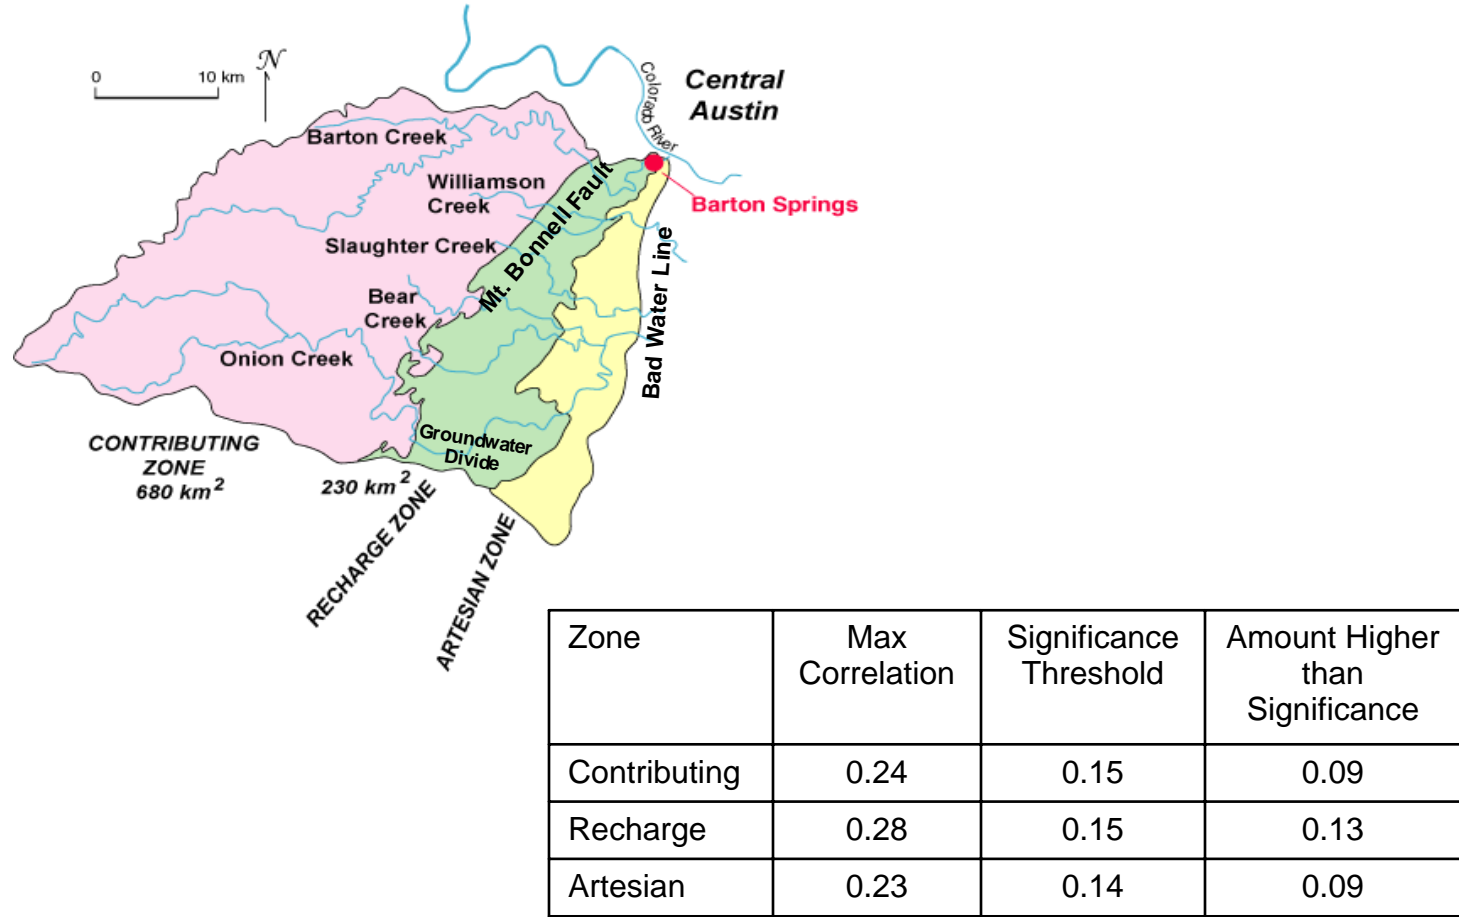 0 10 km
N
Colorado River
Central
Austin
Barton Creek
Williamson
Creek
Mt. Bonnell Fault
Barton Springs
Slaughter Creek
Bear
Creek
Bad Water Line
Onion Creek
Groundwater
Divide
CONTRIBUTING
ZONE
680 km²
230 km²
RECHARGE ZONE
ARTESIAN ZONE
Zone
Max
Correlation
Significance
Threshold
Amount Higher
than
Significance
Contributing 0.24 0.15 0.09
Recharge 0.28 0.15 0.13
Artesian 0.23 0.14 0.09